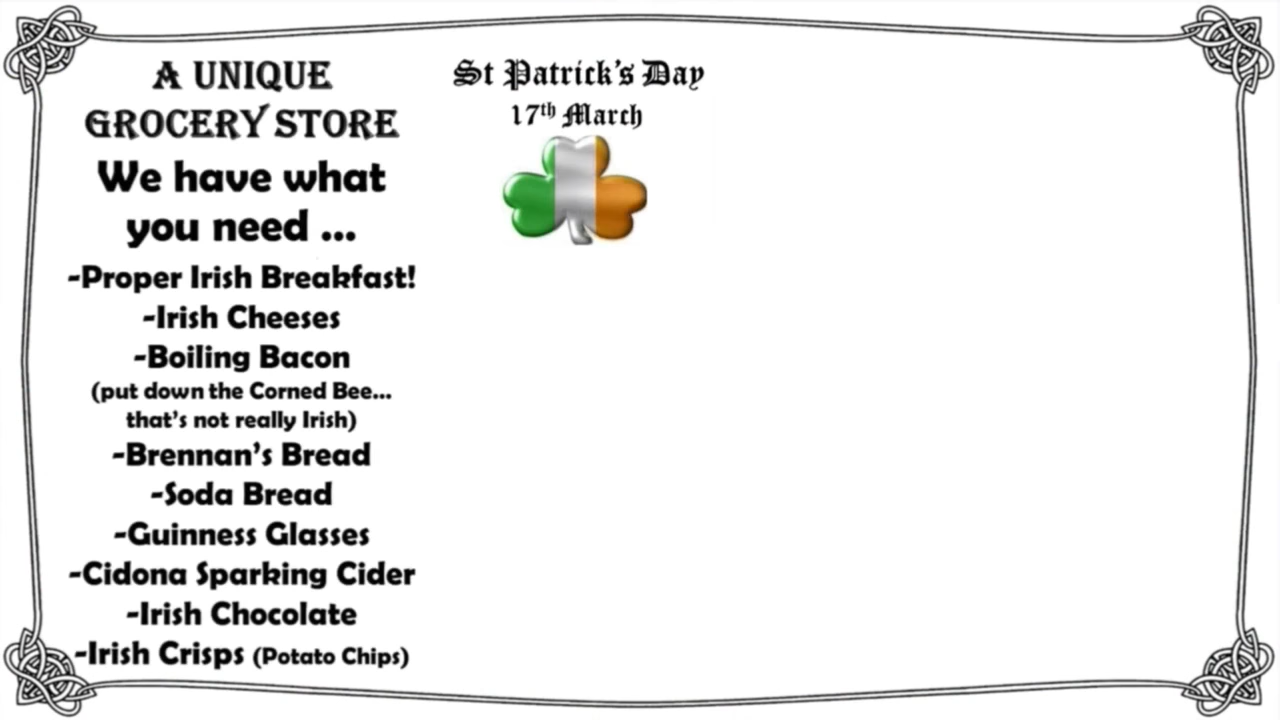 A UNIQUE
GROCERY STORE
We have what
you need ...
-Proper Irish Breakfast!
-Irish Cheeses
-Boiling Bacon
(put down the Corned Bee...
that's not really Irish)
-Brennan's Bread
-Soda Bread
-Guinness Glasses
-Cidona Sparking Cider
-Irish Chocolate
-Irish Crisps (Potato Chips)
St Patrick's Day
17th March